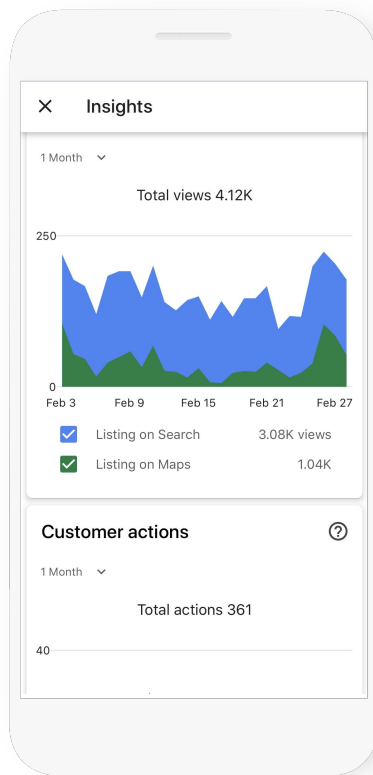 Insights
1 Month
Total views 4.12K
250
0
Feb 3 Feb 9 Feb 15 Feb 21 Feb 27
Listing on Search 3.08K views
Listing on Maps 1.04K
Customer actions
1 Month
Total actions 361
40